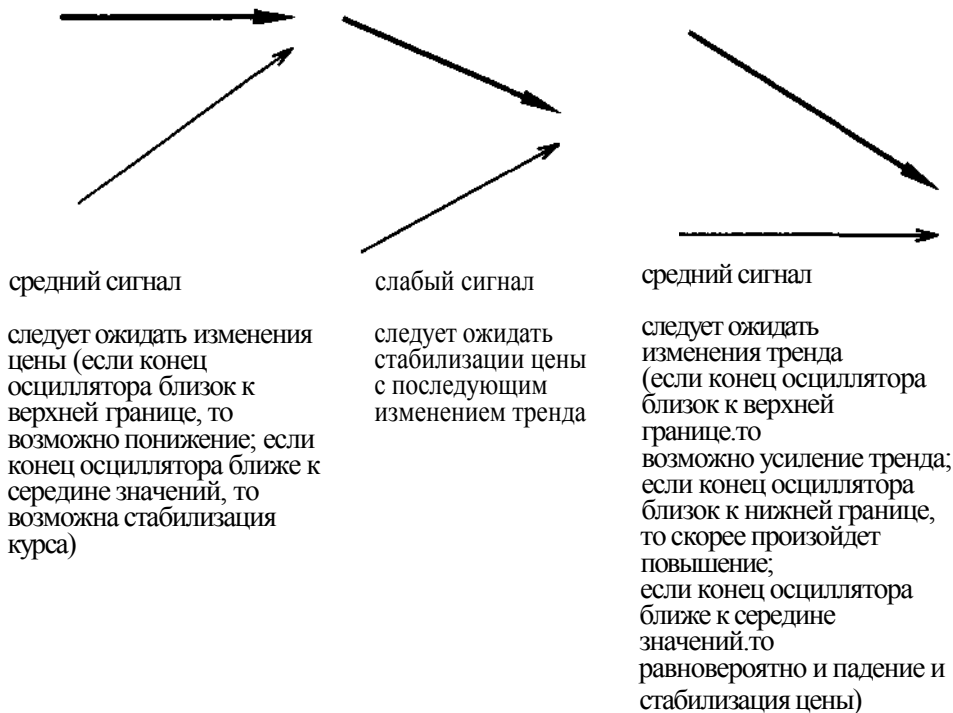 средний сигнал
следует ожидать изменения
цены (если конец
осциллятора близок к
верхней границе, то
возможно понижение; если
конец осциллятора ближе к
середине значений, то
возможна стабилизация
курса)
слабый сигнал
следует ожидать
стабилизации цены
с последующим
изменением тренда
средний сигнал
следует ожидать
изменения тренда
(если конец осциллятора
близок к верхней
границе.то
возможно усиление тренда;
если конец осциллятора
близок к нижней границе,
то скорее произойдет
повышение;
если конец осциллятора
ближе к середине
значений.то
равновероятно и падение и
стабилизация цены)